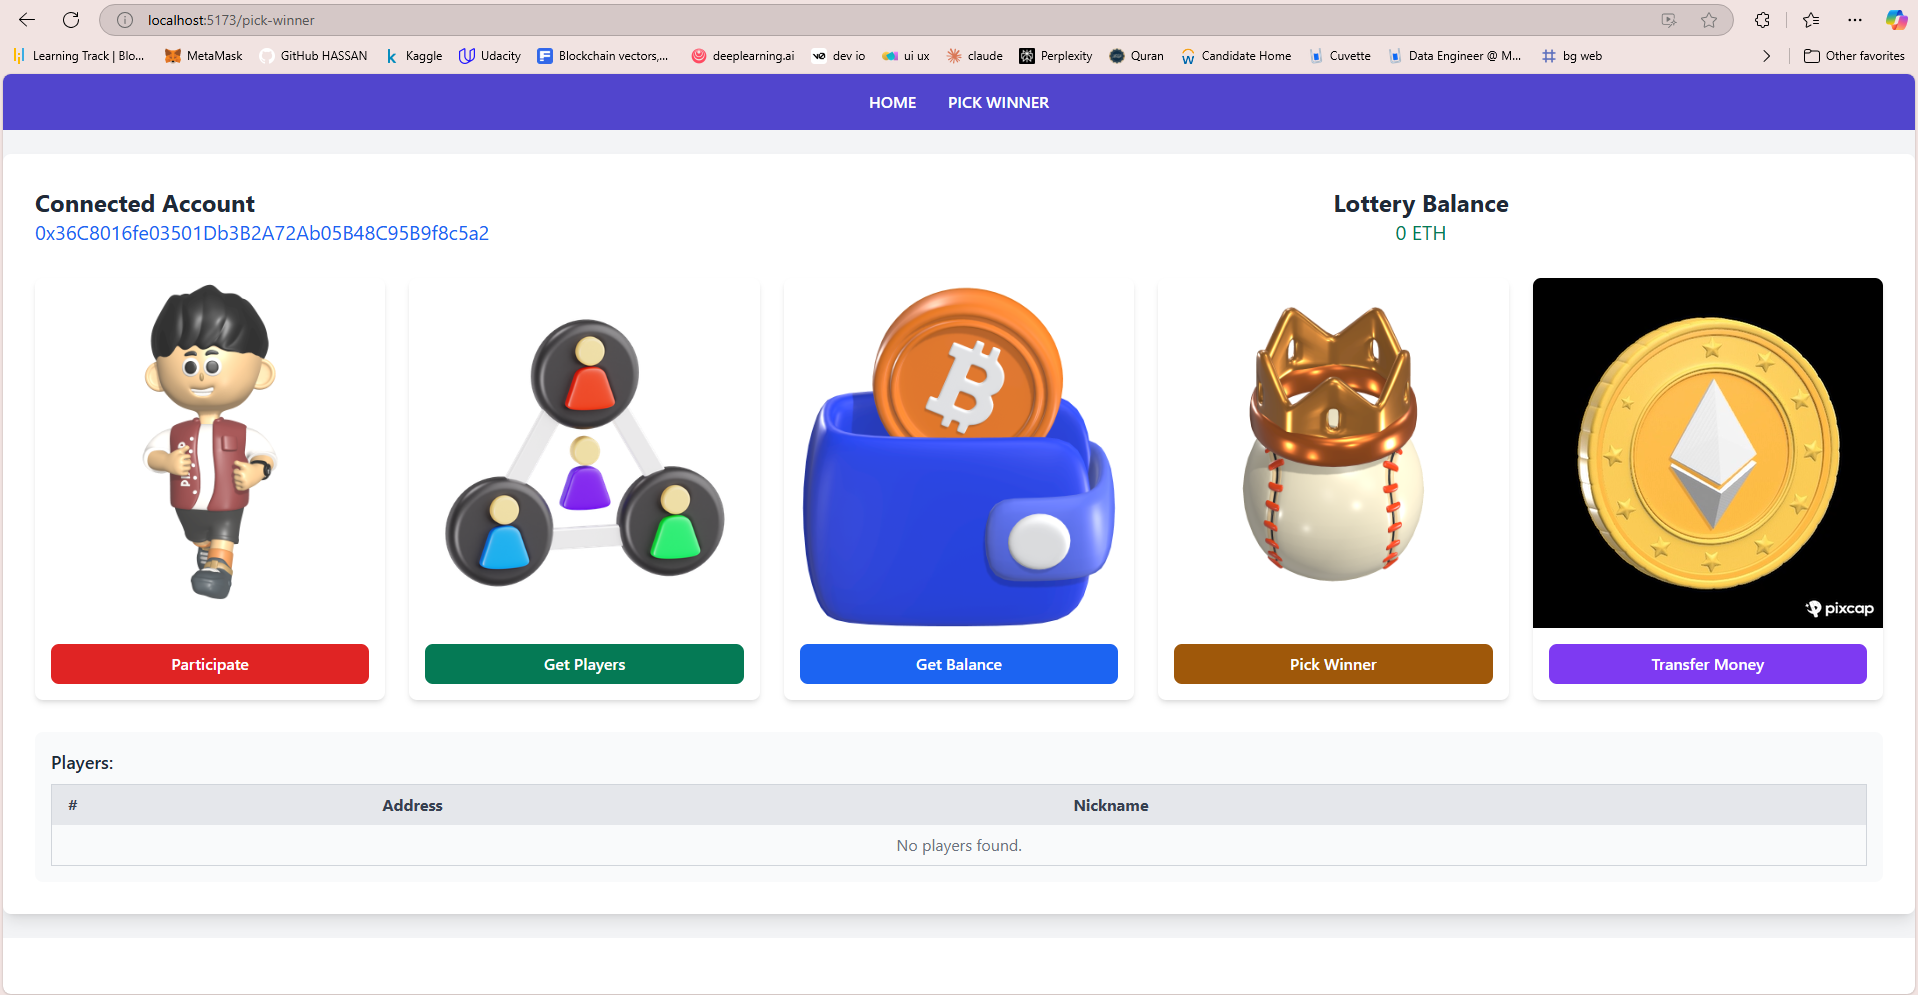 localhost:5173/pick-winner
Learning Track | Blo...
MetaMask
GitHub HASSAN
Kaggle
Udacity
Blockchain vectors,...
deeplearning.ai
dev io
ui ux
claude
Perplexity
Quran
Candidate Home
Cuvette
Data Engineer @ M...
bg web
Other favorites
HOME
PICK WINNER
Connected Account
Lottery Balance
0x36C8016fe03501Db3B2A72Ab05B48C95B9f8c5a2
0 ETH
pixcap
Participate
Get Players
Get Balance
Pick Winner
Transfer Money
Players:
# Address Nickname
No players found.